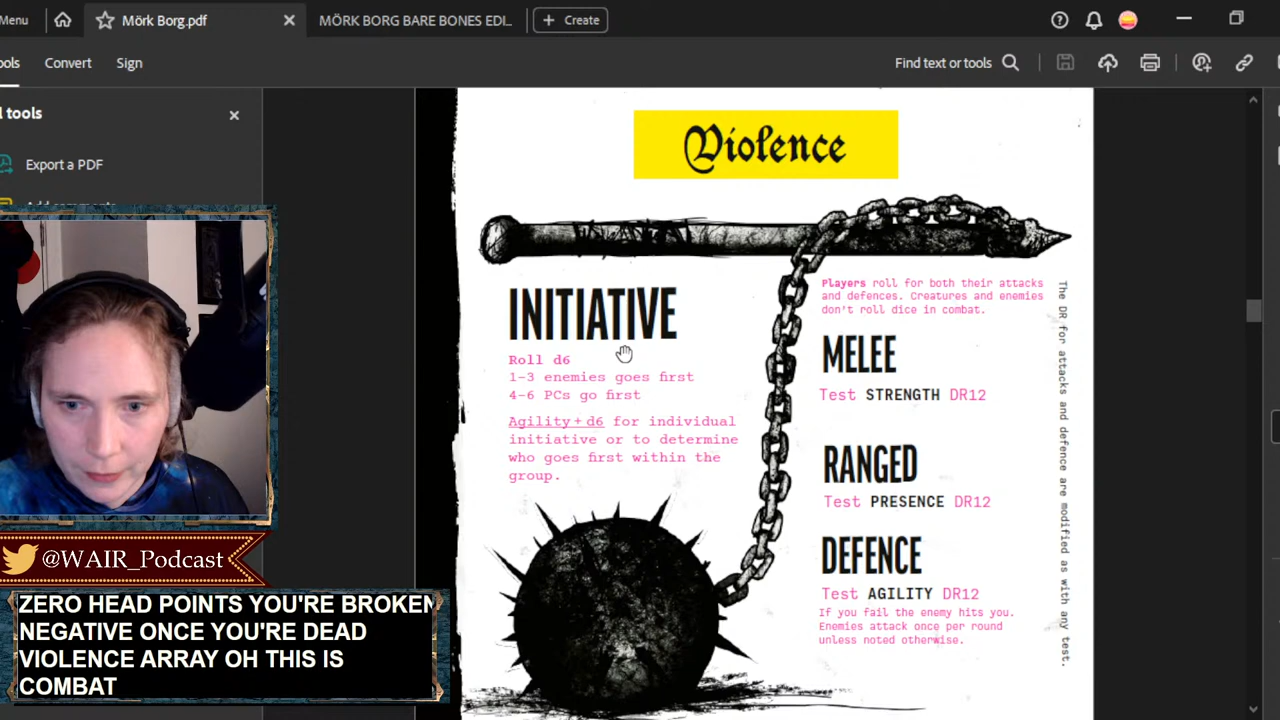 Menu
Mörk Borg.pdf
MÖRK BORG BARE BONES EDI...
Create
ols
Convert
Sign
Find text or tools
l tools
Export a PDF
Add comments
Violence
INITIATIVE
Roll d6
1-3 enemies goes first
4-6 PCs go first
Agility + d6 for individual
initiative or to determine
who goes first within the
group.
Players roll for both their attacks
and defences. Creatures and enemies
don't roll dice in combat.
MELEE
Test STRENGTH DR12
RANGED
Test PRESENCE DR12
DEFENCE
Test AGILITY DR12
If you fail the enemy hits you.
Enemies attack once per round
unless noted otherwise.
The DR for attacks and defence are modified as with any test.
@WAIR_Podcast
ZERO HEAD POINTS YOU'RE BROKEN
NEGATIVE ONCE YOU'RE DEAD
VIOLENCE ARRAY OH THIS IS
COMBAT